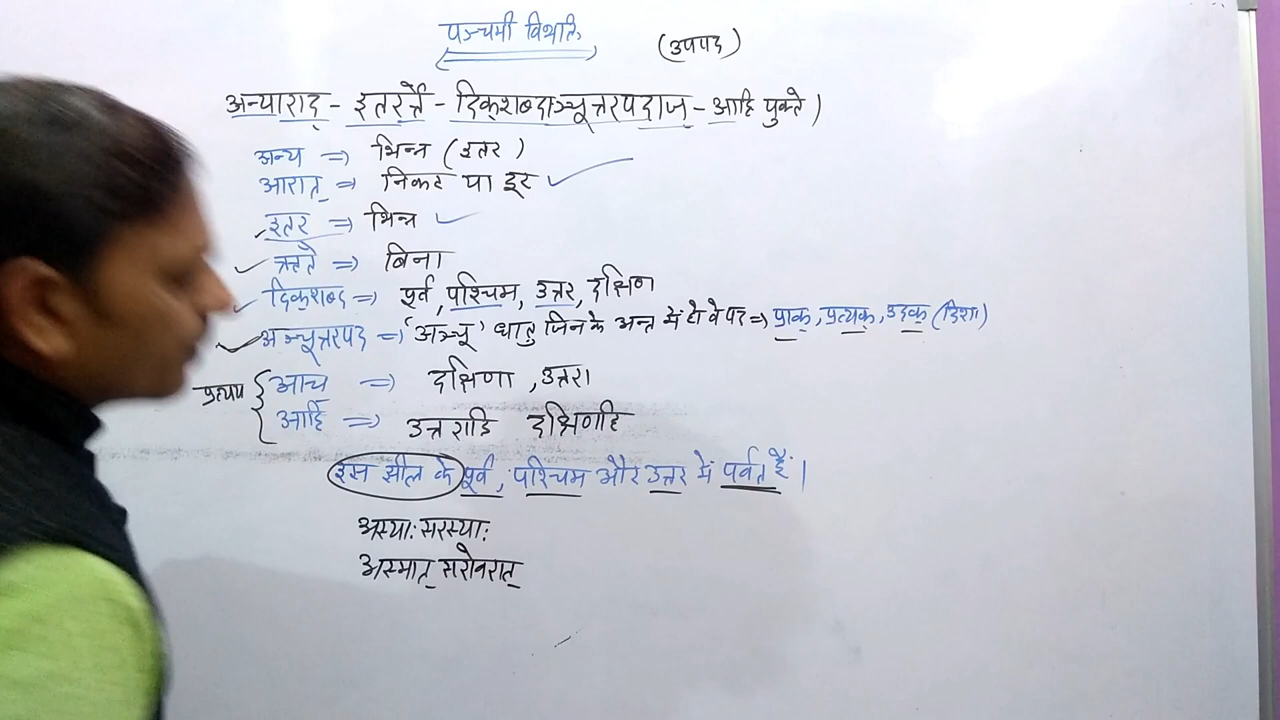 पञ्चमी विभक्ति
(उपपद)
अन्याराद् - इतरर्त्ते - दिक्शब्दाञ्चूत्तरपदाज् - आहि युक्ते ।
अन्य ⇒ भिन्न (इतर)
आरात् ⇒ निकट या दूर
इतर ⇒ भिन्न
ऋते ⇒ बिना
दिक्शब्द ⇒ पूर्व, पश्चिम, उत्तर, दक्षिण
अञ्चूत्तरपद ⇒ 'अञ्चू' धातु जिन के अन्त में हो वे पद ⇒ प्राक्, प्रत्यक्, उदक् (दिशा)
प्रत्यय { आच् ⇒ दक्षिणा, उत्तरा
आहि ⇒ उत्तराहि दक्षिणहि
इस झील के पूर्व, पश्चिम और उत्तर में पर्वत हैं।
अस्याः सरस्याः
अस्मात् सरोवरात्